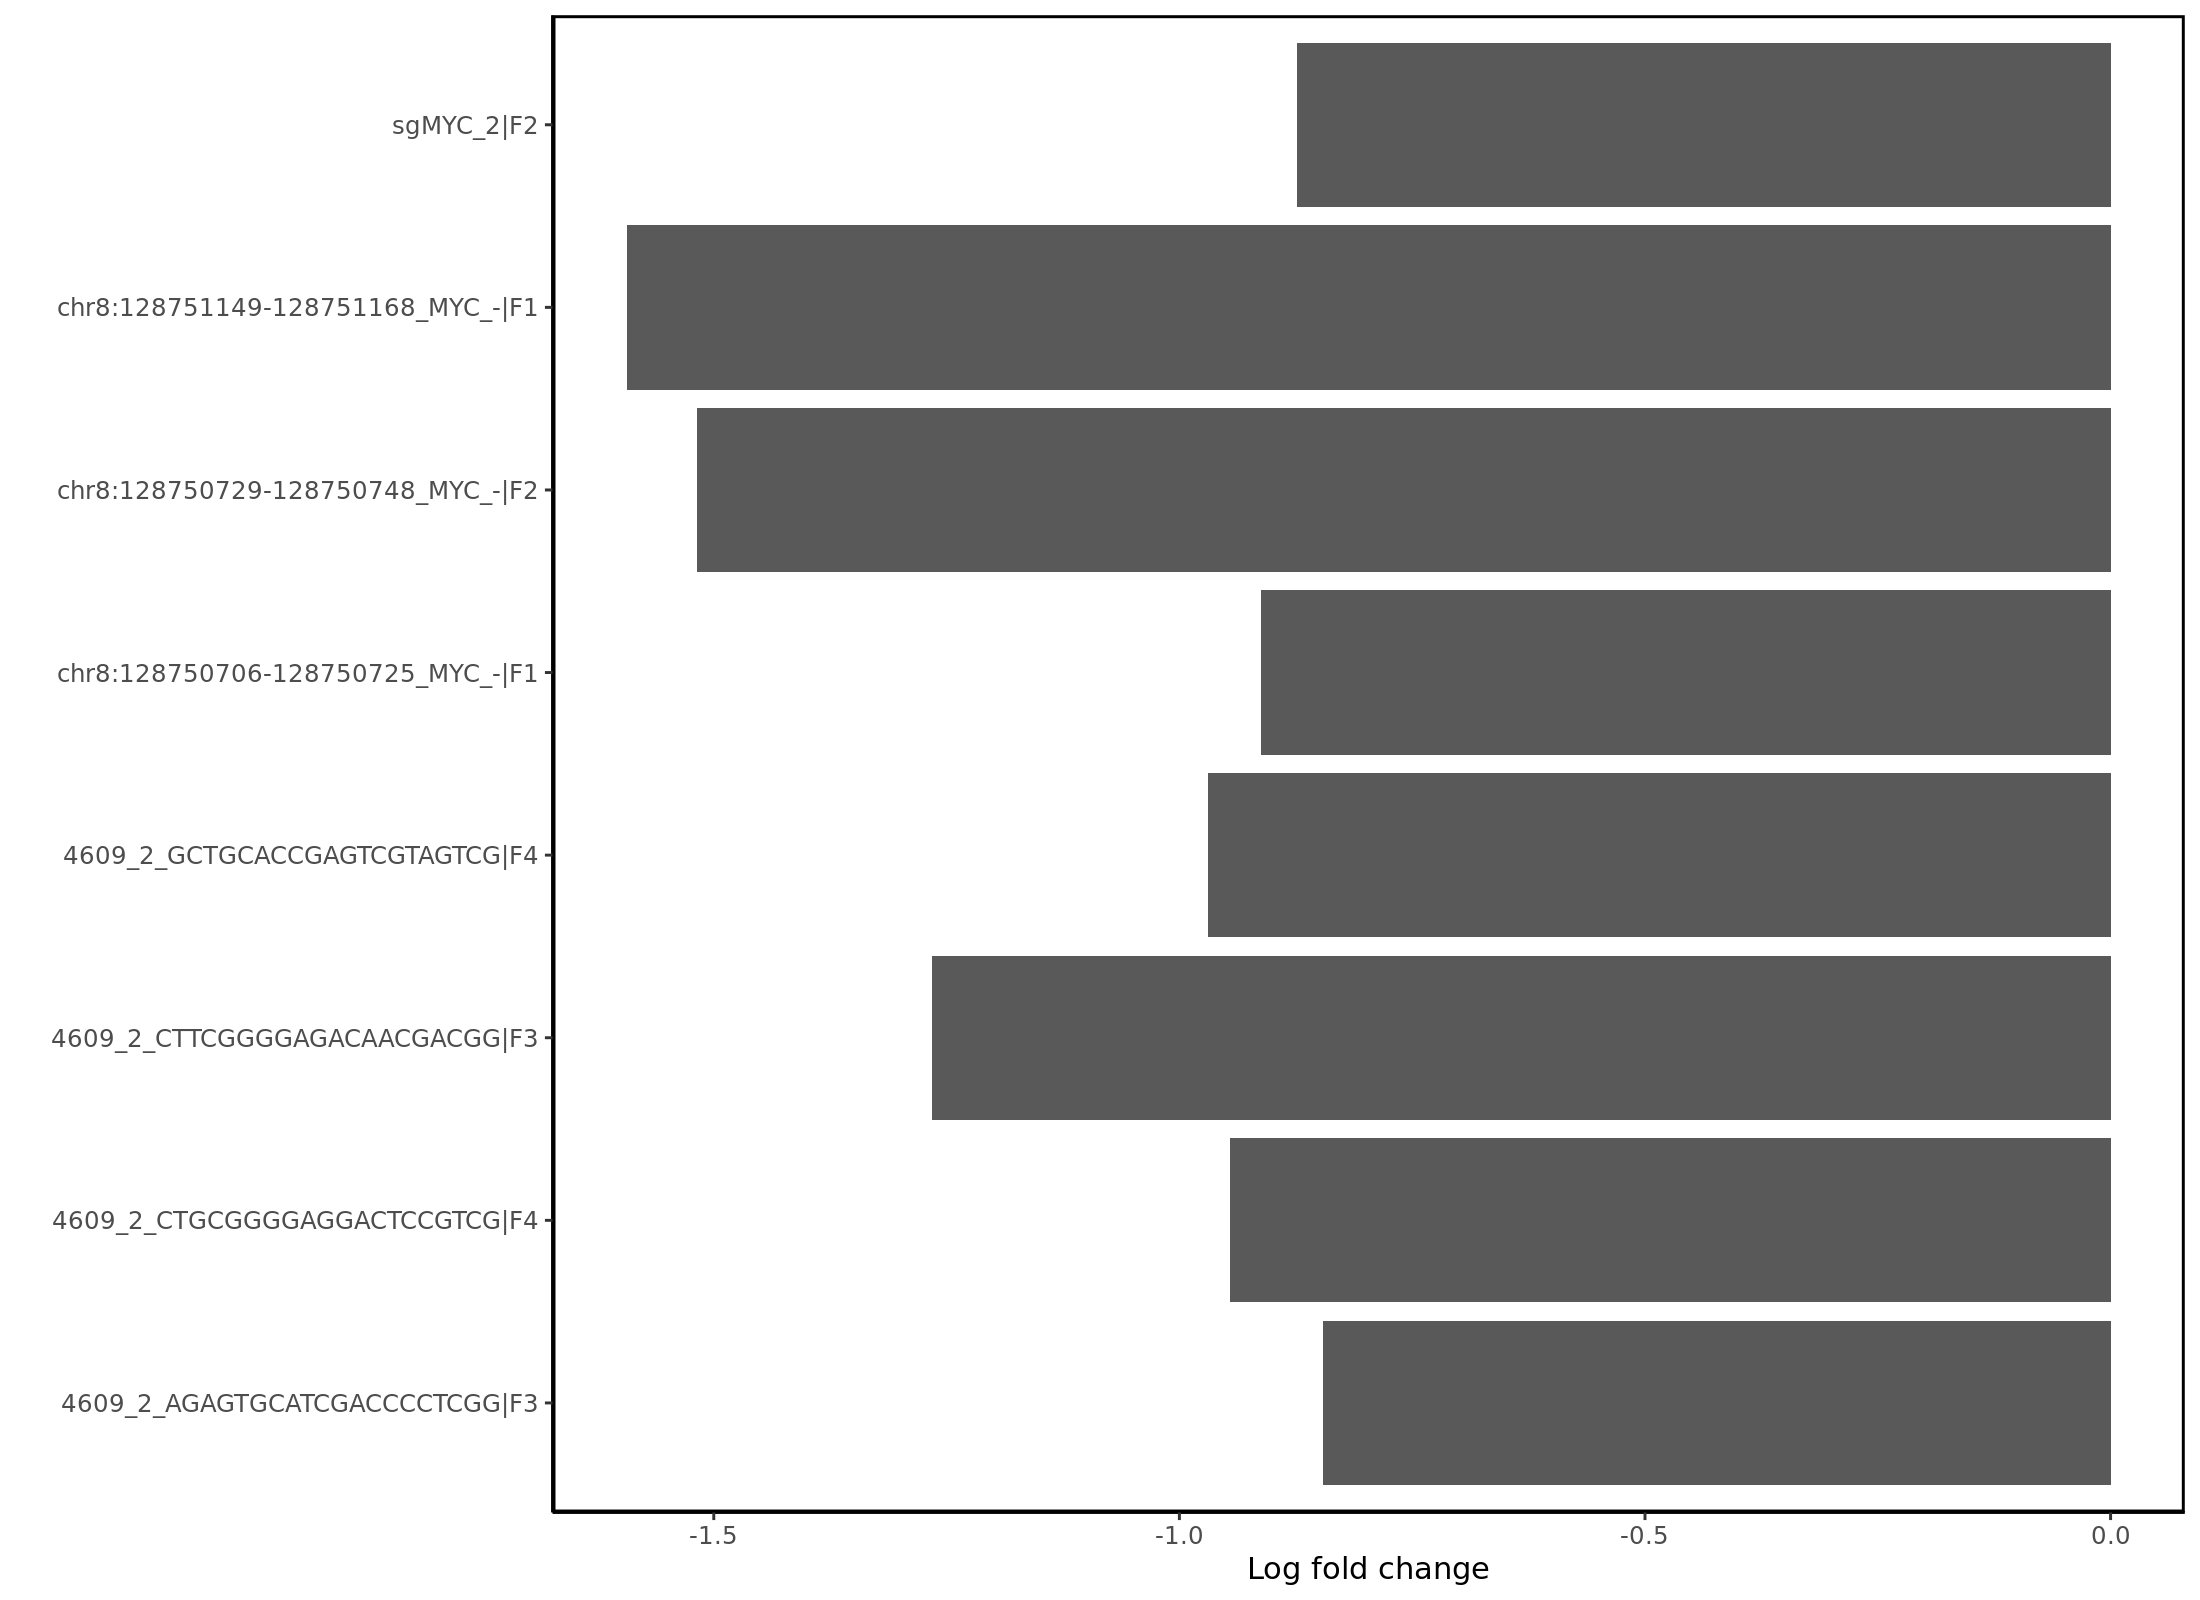 sgMYC_2|F2
chr8:128751149-128751168_MYC_-|F1
chr8:128750729-128750748_MYC_-|F2
chr8:128750706-128750725_MYC_-|F1
4609_2_GCTGCACCGAGTCGTAGTCG|F4
4609_2_CTTCGGGGAGACAACGACGG|F3
4609_2_CTGCGGGGAGGACTCCGTCG|F4
4609_2_AGAGTGCATCGACCCCTCGG|F3
-1.5 -1.0 -0.5 0.0
Log fold change